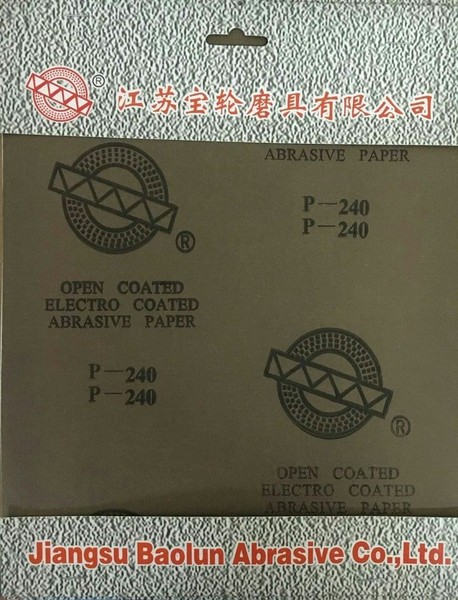 ®
江苏宝轮磨具有限公司
ABRASIVE PAPER
P—240
P—240
®
OPEN COATED
ELECTRO COATED
ABRASIVE PAPER
P—240
P—240
®
OPEN COATED
ELECTRO COATED
ABRASIVE PAPER
Jiangsu Baolun Abrasive Co.,Ltd.